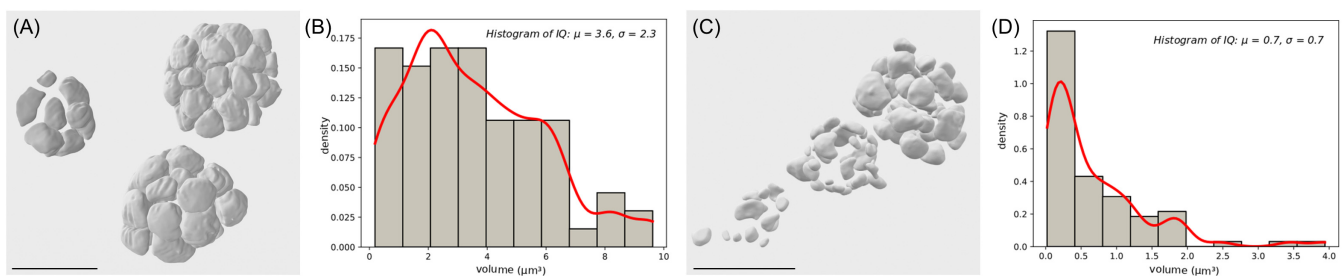 (A)
(B)
Histogram of IQ: μ = 3.6, σ = 2.3
density
0.175
0.150
0.125
0.100
0.075
0.050
0.025
0.000
0 2 4 6 8 10
volume (μm³)
(C)
(D)
Histogram of IQ: μ = 0.7, σ = 0.7
density
1.2
1.0
0.8
0.6
0.4
0.2
0.0
0.0 0.5 1.0 1.5 2.0 2.5 3.0 3.5 4.0
volume (μm³)